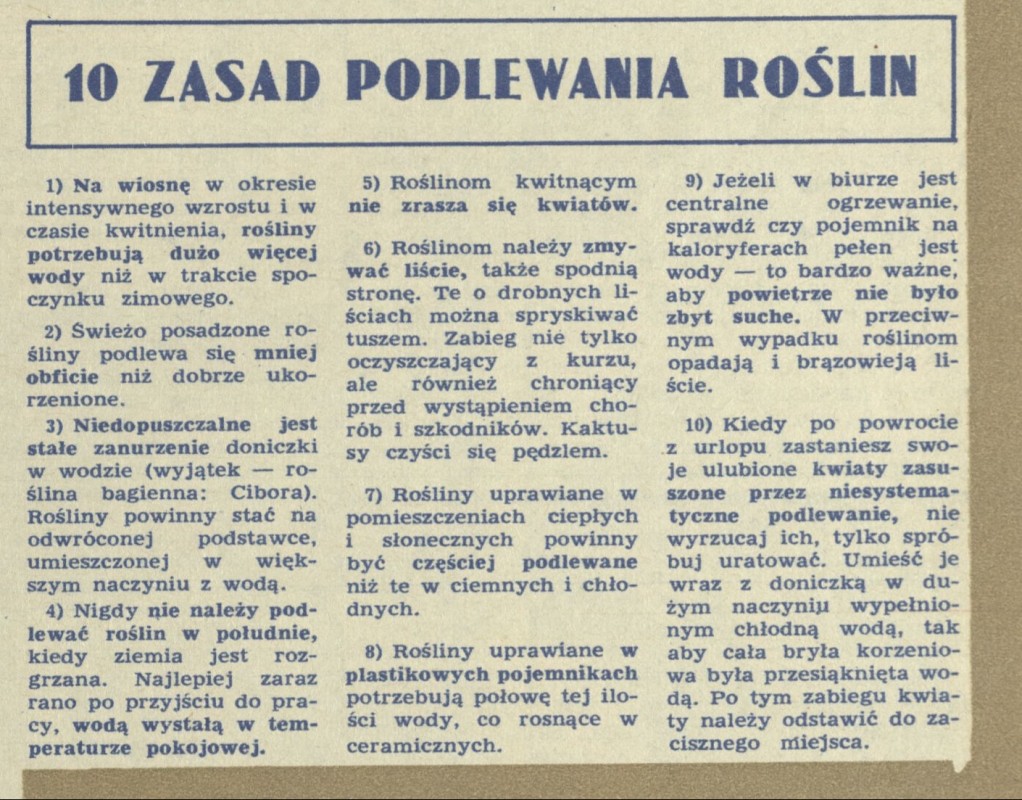 10 ZASAD PODLEWANIA ROŚLIN
1) Na wiosnę w okresie
intensywnego wzrostu i w
czasie kwitnienia, rośliny
potrzebują dużo więcej
wody niż w trakcie spo-
czynku zimowego.
2) Świeżo posadzone ro-
śliny podlewa się mniej
obficie niż dobrze uko-
rzenione.
3) Niedopuszczalne jest
stałe zanurzenie doniczki
w wodzie (wyjątek — ro-
ślina bagienna: Cibora).
Rośliny powinny stać na
odwróconej podstawce,
umieszczonej w więk-
szym naczyniu z wodą.
4) Nigdy nie należy pod-
lewać roślin w południe,
kiedy ziemia jest roz-
grzana. Najlepiej zaraz
rano po przyjściu do pra-
cy, wodą wystałą w tem-
peraturze pokojowej.
5) Roślinom kwitnącym
nie zrasza się kwiatów.
6) Roślinom należy zmy-
wać liście, także spodnią
stronę. Te o drobnych li-
ściach można spryskiwać
tuszem. Zabieg nie tylko
oczyszczający z kurzu,
ale również chroniący
przed wystąpieniem cho-
rób i szkodników. Kaktu-
sy czyści się pędzlem.
7) Rośliny uprawiane w
pomieszczeniach ciepłych
i słonecznych powinny
być częściej podlewane
niż te w ciemnych i chło-
dnych.
8) Rośliny uprawiane w
plastikowych pojemnikach
potrzebują połowę tej ilo-
ści wody, co rosnące w
ceramicznych.
9) Jeżeli w biurze jest
centralne ogrzewanie,
sprawdź czy pojemnik na
kaloryferach pełen jest
wody — to bardzo ważne,
aby powietrze nie było
zbyt suche. W przeciw-
nym wypadku roślinom
opadają i brązowieją li-
ście.
10) Kiedy po powrocie
z urlopu zastaniesz swo-
je ulubione kwiaty zasu-
szone przez niesystema-
tyczne podlewanie, nie
wyrzucaj ich, tylko spró-
buj uratować. Umieść je
wraz z doniczką w du-
żym naczyniu wypełnio-
nym chłodną wodą, tak
aby cała bryła korzenio-
wa była przesiąknięta wo-
dą. Po tym zabiegu kwia-
ty należy odstawić do za-
cisznego miejsca.